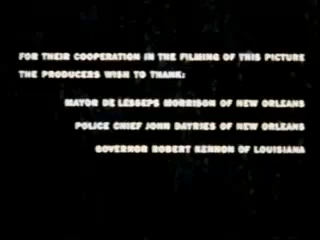 FOR THEIR COOPERATION IN THE FILMING OF THIS PICTURE
THE PRODUCERS WISH TO THANK:
MAYOR DE LESSEPS MORRISON OF NEW ORLEANS
POLICE CHIEF JOHN DAYRIES OF NEW ORLEANS
GOVERNOR ROBERT KENNON OF LOUISIANA